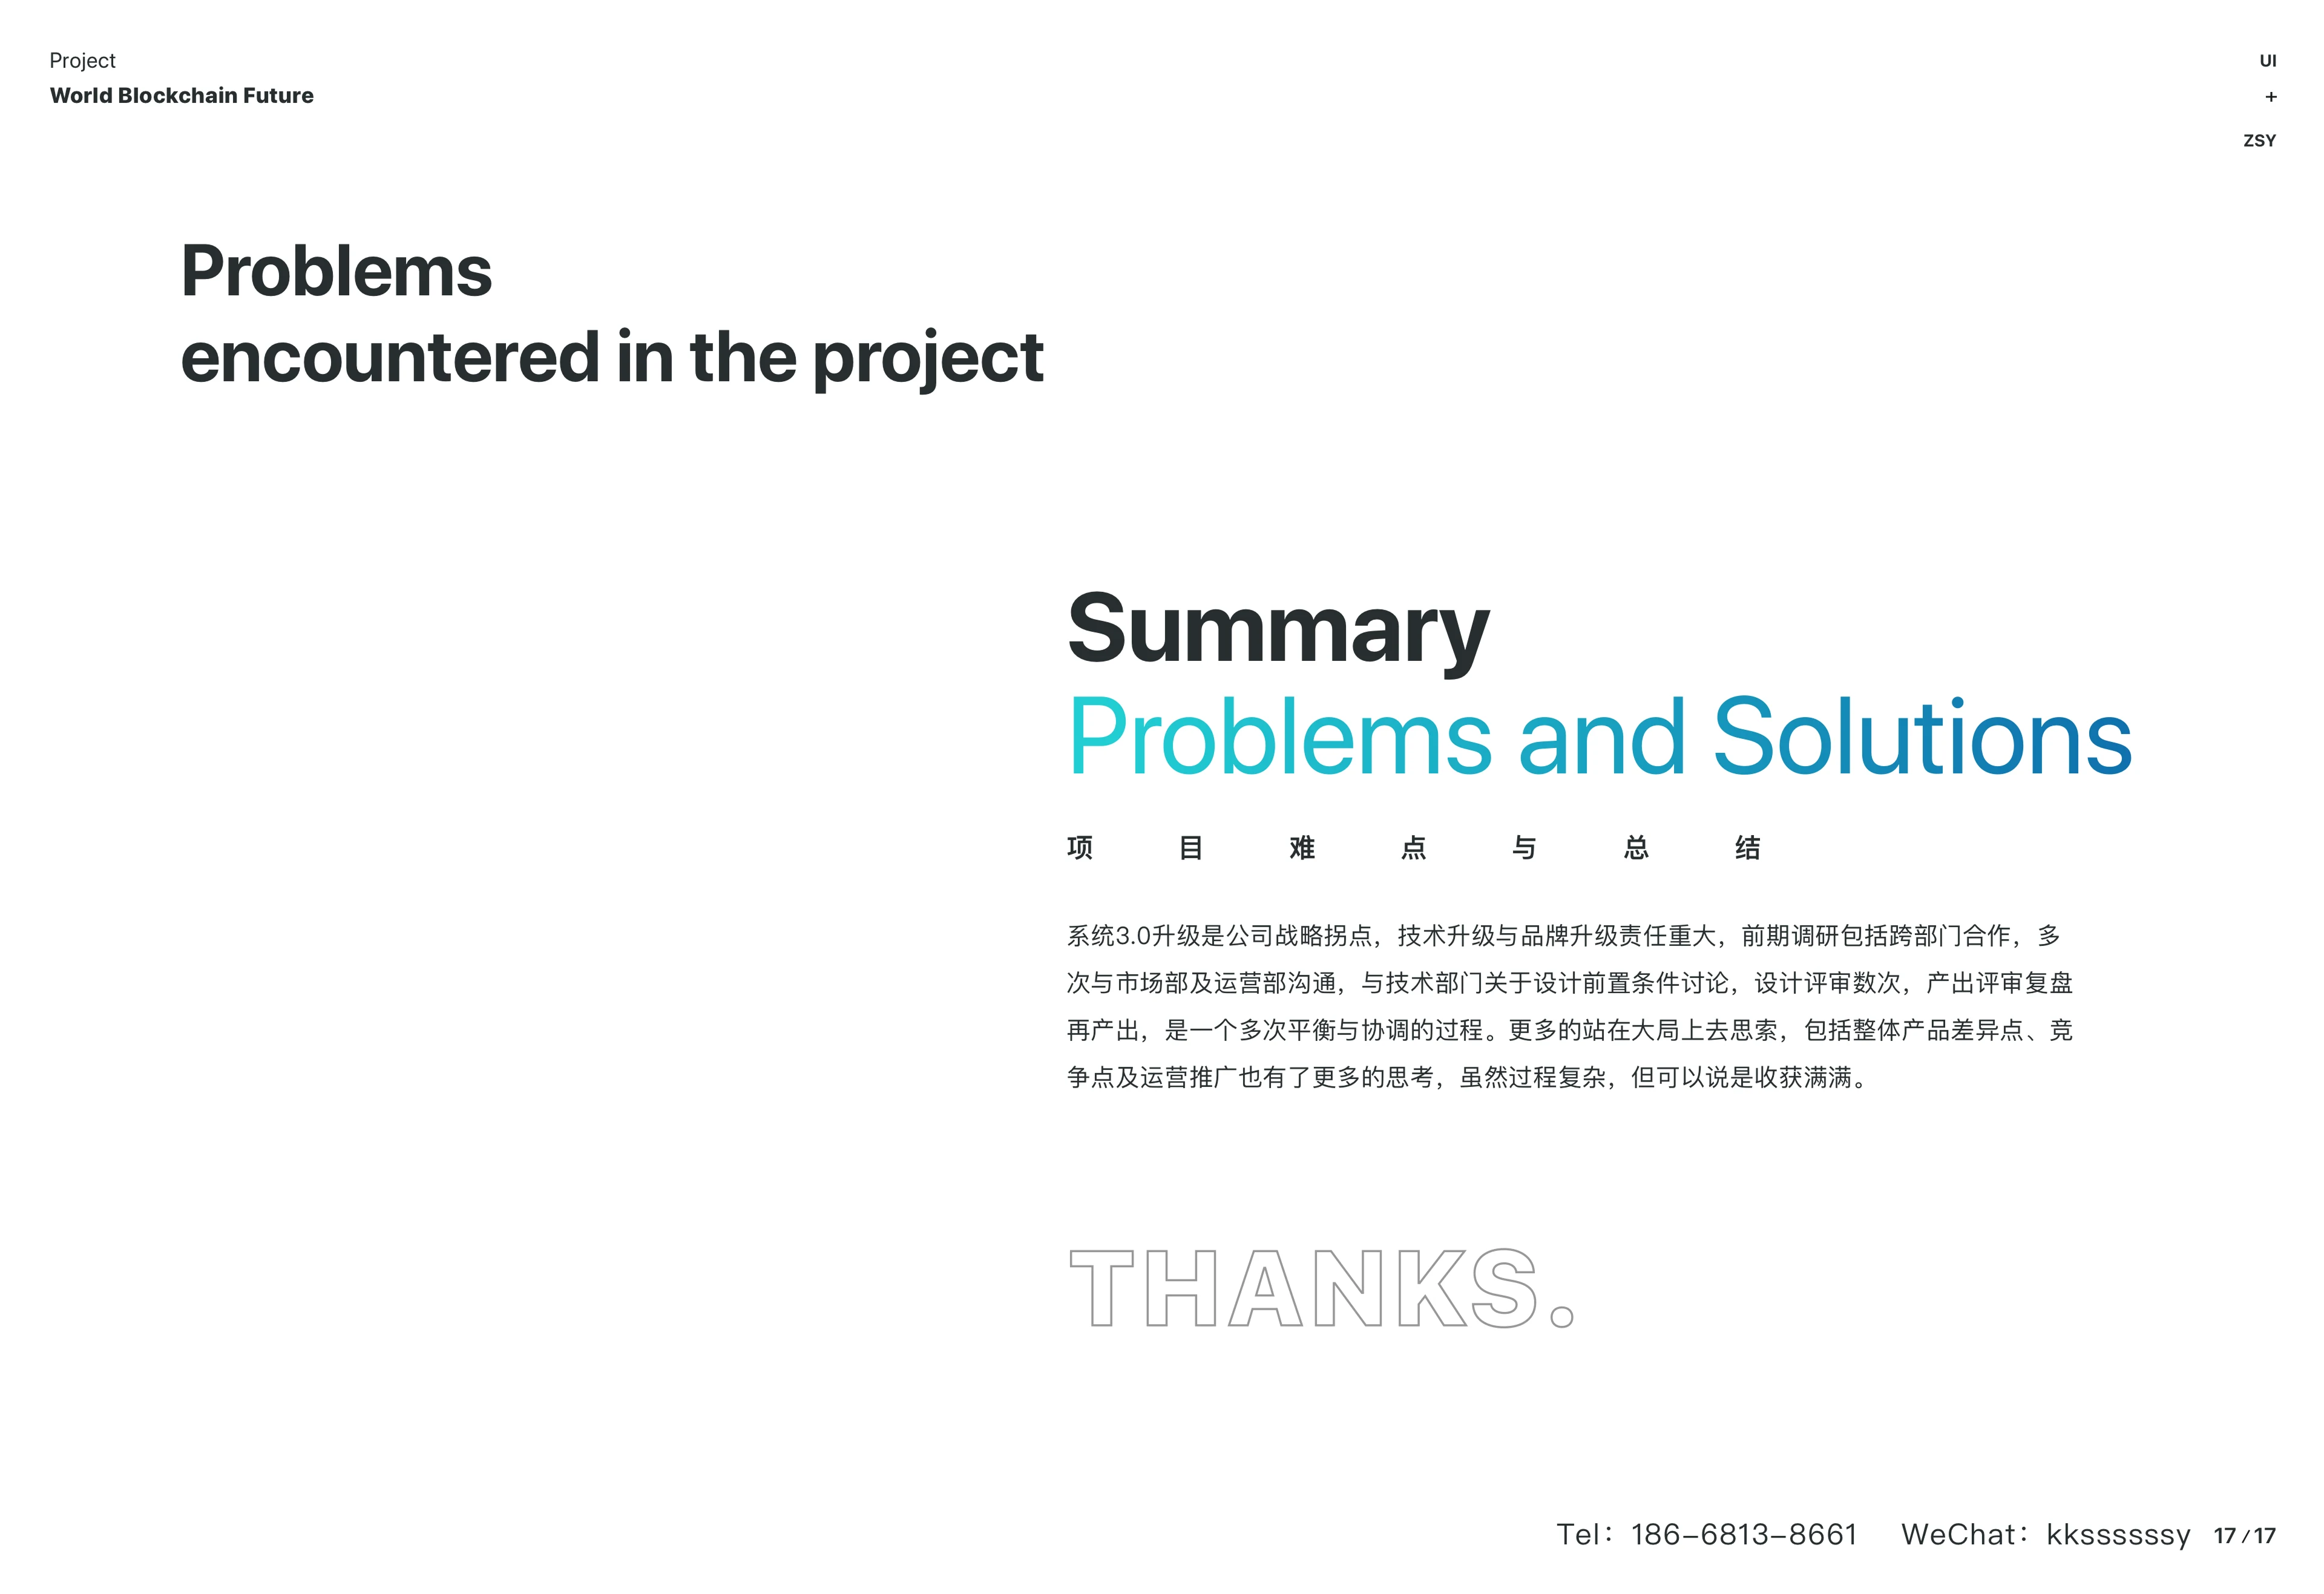 Project
World Blockchain Future
UI
+
ZSY
Problems
encountered in the project
Summary
Problems and Solutions
项目难点与总结
系统3.0升级是公司战略拐点，技术升级与品牌升级责任重大，前期调研包括跨部门合作，多
次与市场部及运营部沟通，与技术部门关于设计前置条件讨论，设计评审数次，产出评审复盘
再产出，是一个多次平衡与协调的过程。更多的站在大局上去思索，包括整体产品差异点、竞
争点及运营推广也有了更多的思考，虽然过程复杂，但可以说是收获满满。
THANKS.
Tel：186-6813-8661 WeChat：kksssssssy 17 / 17